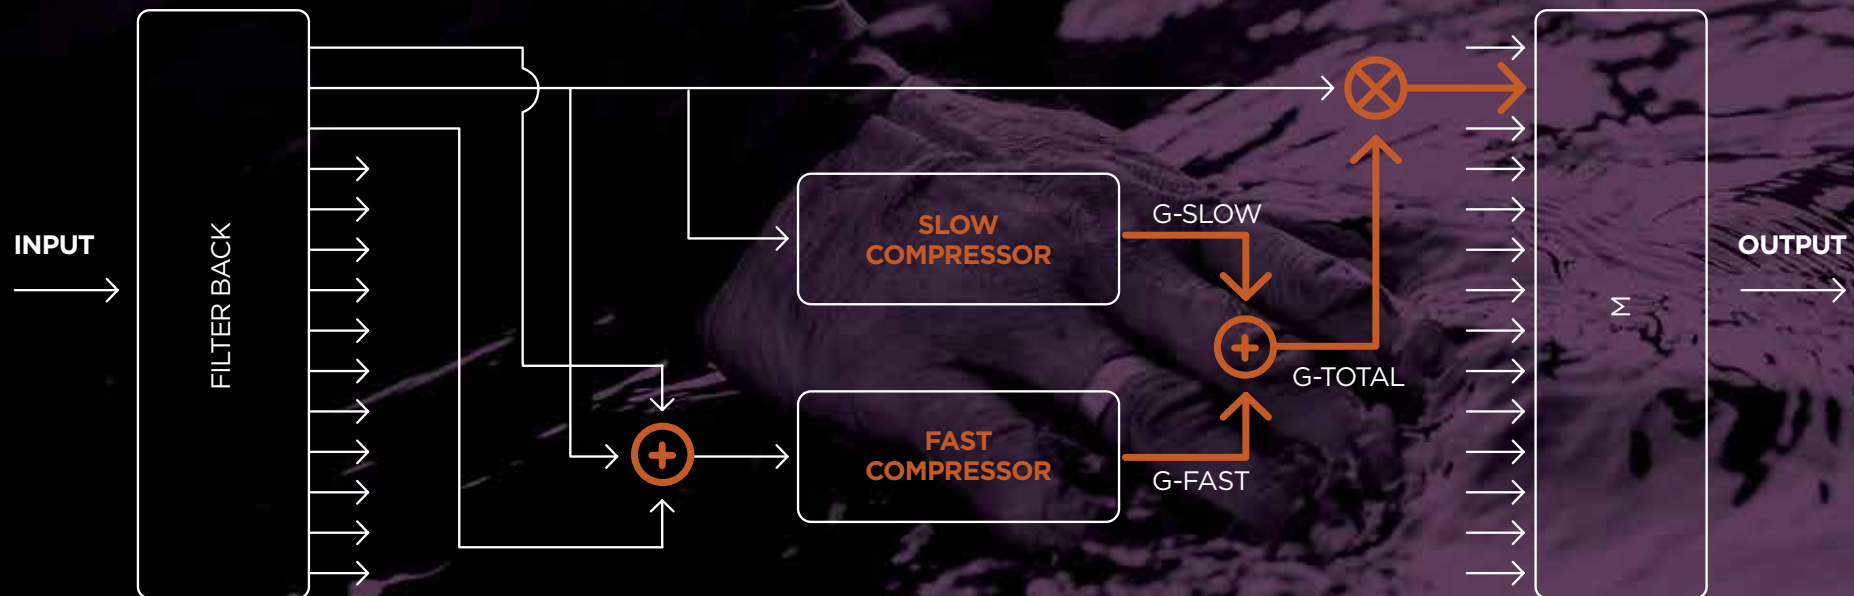 INPUT
FILTER BACK
SLOW
COMPRESSOR
G-SLOW
FAST
COMPRESSOR
G-FAST
G-TOTAL
M
OUTPUT